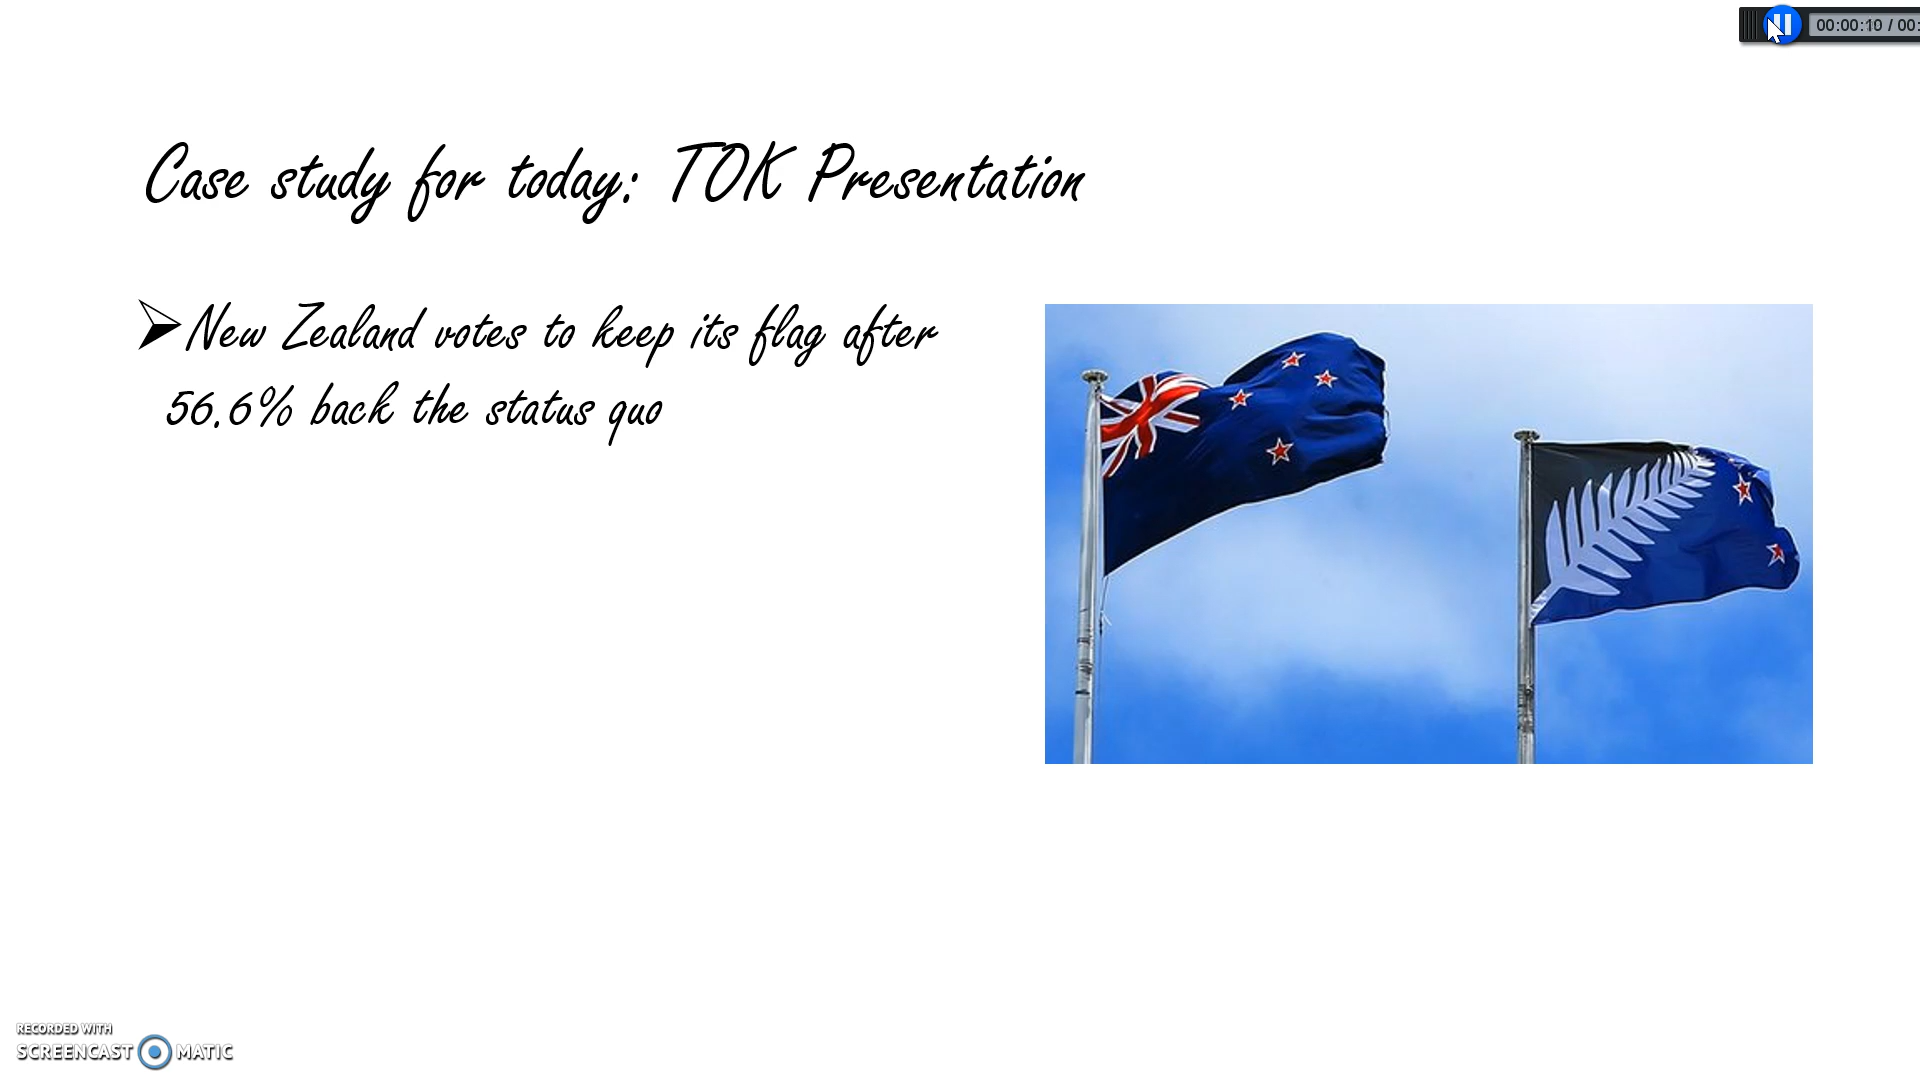 00:00:10 / 00:
Case study for today: TOK Presentation
New Zealand votes to keep its flag after
56.6% back the status quo
RECORDED WITH
SCREENCAST MATIC